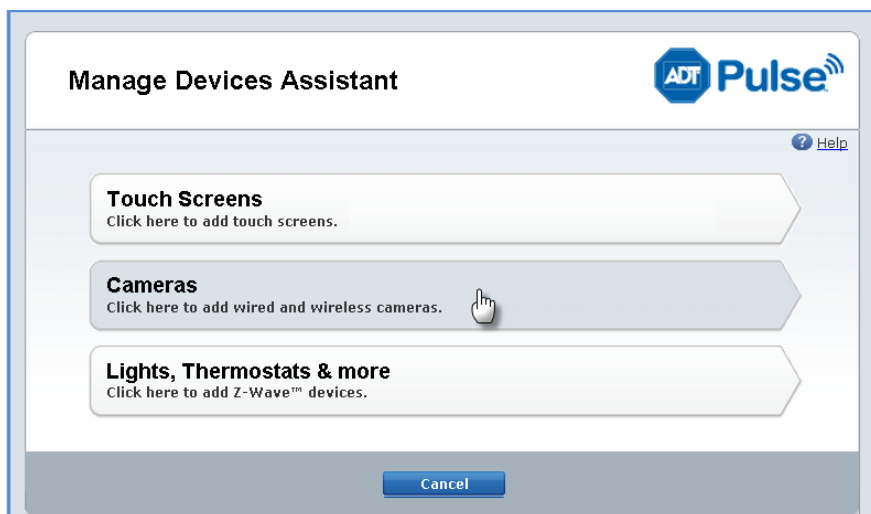 Manage Devices Assistant
ADT Pulse
? Help
Touch Screens
Click here to add touch screens.
Cameras
Click here to add wired and wireless cameras.
Lights, Thermostats & more
Click here to add Z-Wave™ devices.
Cancel